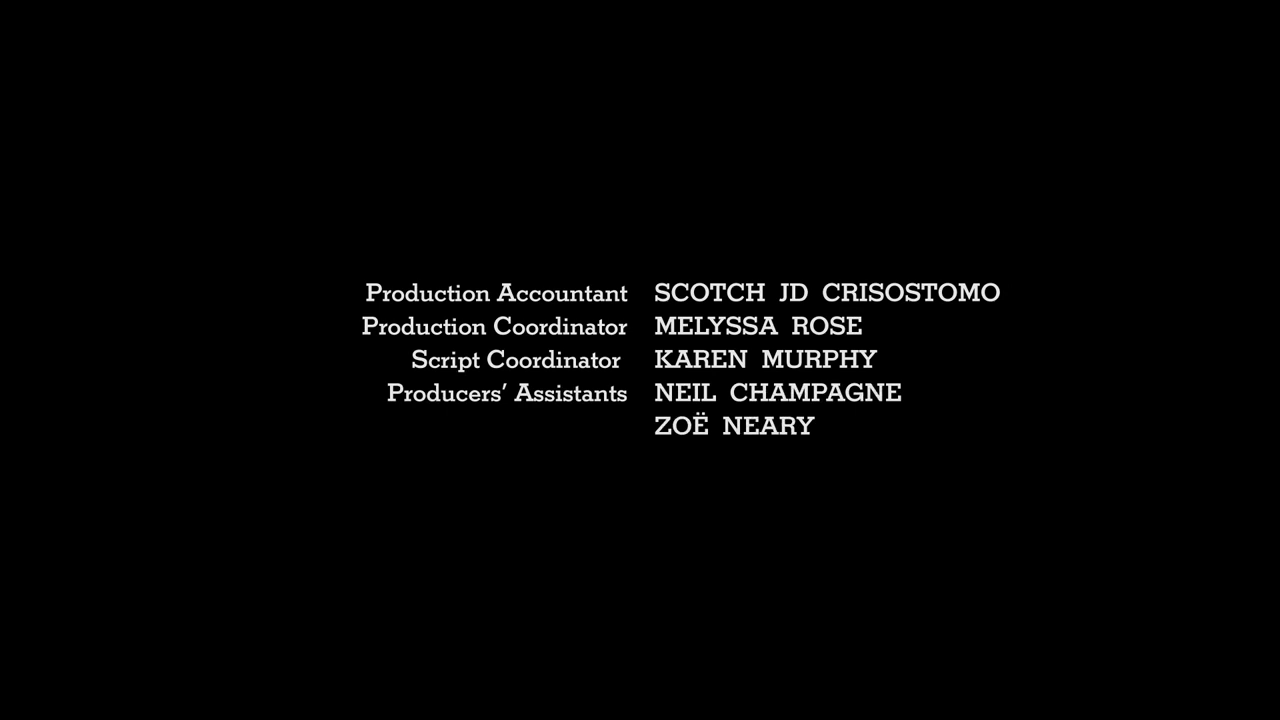 Production Accountant SCOTCH JD CRISOSTOMO
Production Coordinator MELYSSA ROSE
Script Coordinator KAREN MURPHY
Producers’ Assistants NEIL CHAMPAGNE
ZOË NEARY